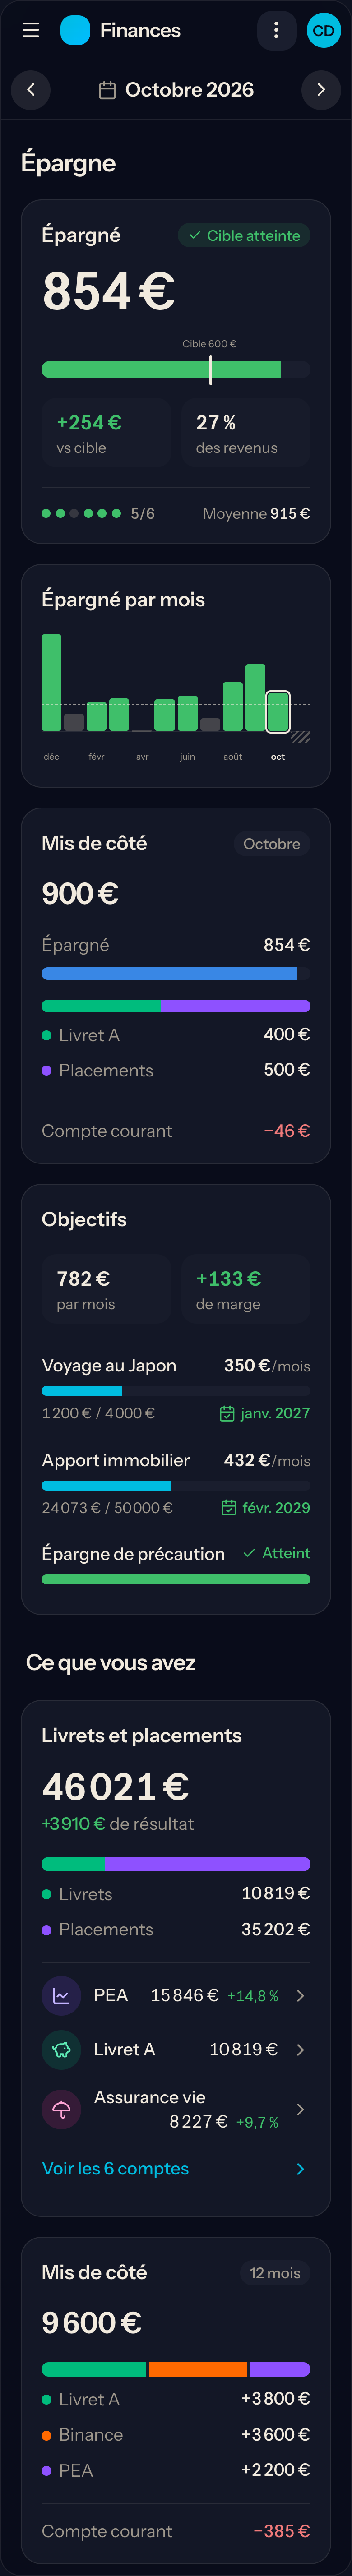 Finances
CD
Octobre 2026
Épargne
Épargné
Cible atteinte
854 €
Cible 600 €
+254 €
vs cible
27 %
des revenus
5/6
Moyenne 915 €
Épargné par mois
déc févr avr juin août oct
Mis de côté
Octobre
900 €
Épargné 854 €
Livret A 400 €
Placements 500 €
Compte courant −46 €
Objectifs
782 €
par mois
+133 €
de marge
Voyage au Japon 350 €/mois
1 200 € / 4 000 € janv. 2027
Apport immobilier 432 €/mois
24 073 € / 50 000 € févr. 2029
Épargne de précaution Atteint
Ce que vous avez
Livrets et placements
46 021 €
+3 910 € de résultat
Livrets 10 819 €
Placements 35 202 €
PEA 15 846 € +14,8 %
Livret A 10 819 €
Assurance vie
8 227 € +9,7 %
Voir les 6 comptes
Mis de côté
12 mois
9 600 €
Livret A +3 800 €
Binance +3 600 €
PEA +2 200 €
Compte courant −385 €